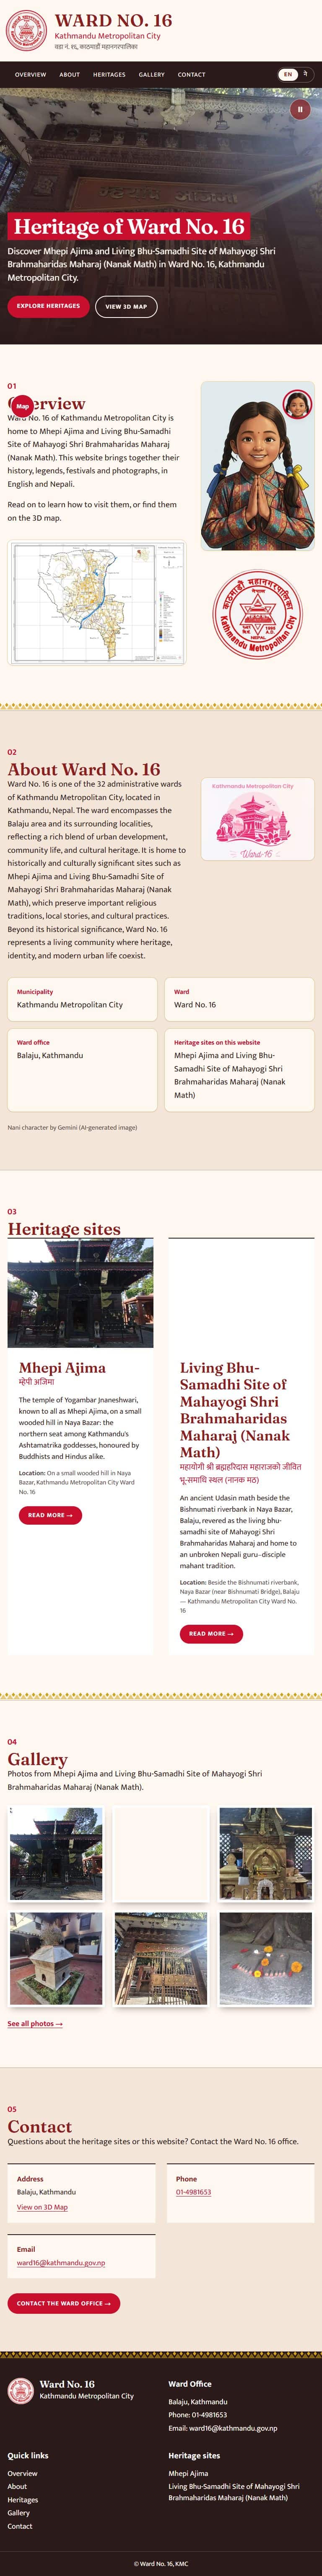 WARD NO. 16
Kathmandu Metropolitan City
वडा नं. १६, काठमाडौं महानगरपालिका
OVERVIEW
ABOUT
HERITAGES
GALLERY
CONTACT
EN
ने
Heritage of Ward No. 16
Discover Mhepi Ajima and Living Bhu-Samadhi Site of Mahayogi Shri
Brahmaharidas Maharaj (Nanak Math) in Ward No. 16, Kathmandu
Metropolitan City.
EXPLORE HERITAGES
VIEW 3D MAP
01
Map
Overview
Ward No. 16 of Kathmandu Metropolitan City is
home to Mhepi Ajima and Living Bhu-Samadhi
Site of Mahayogi Shri Brahmaharidas Maharaj
(Nanak Math). This website brings together their
history, legends, festivals and photographs, in
English and Nepali.
Read on to learn how to visit them, or find them
on the 3D map.
काठमाडौं महानगरपालिका
Kathmandu Metropolitan City
NEPAL
02
About Ward No. 16
Ward No. 16 is one of the 32 administrative wards
of Kathmandu Metropolitan City, located in
Kathmandu, Nepal. The ward encompasses the
Balaju area and its surrounding localities,
reflecting a rich blend of urban development,
community life, and cultural heritage. It is home to
historically and culturally significant sites such as
Mhepi Ajima and Living Bhu-Samadhi Site of
Mahayogi Shri Brahmaharidas Maharaj (Nanak
Math), which preserve important religious
traditions, local stories, and cultural practices.
Beyond its historical significance, Ward No. 16
represents a living community where heritage,
identity, and modern urban life coexist.
Kathmandu Metropolitan City
Ward-16
Municipality
Kathmandu Metropolitan City
Ward
Ward No. 16
Ward office
Balaju, Kathmandu
Heritage sites on this website
Mhepi Ajima and Living Bhu-
Samadhi Site of Mahayogi Shri
Brahmaharidas Maharaj (Nanak
Math)
Nani character by Gemini (AI-generated image)
03
Heritage sites
Mhepi Ajima
म्हेपी अजिमा
The temple of Yogambar Jnaneshwari,
known to all as Mhepi Ajima, on a small
wooded hill in Naya Bazar: the
northern seat among Kathmandu's
Ashtamatrika goddesses, honoured by
Buddhists and Hindus alike.
Location: On a small wooded hill in Naya
Bazar, Kathmandu Metropolitan City Ward
No. 16
READ MORE →
Living Bhu-
Samadhi Site of
Mahayogi Shri
Brahmaharidas
Maharaj (Nanak
Math)
महायोगी श्री ब्रह्महरिदास महाराजको जीवित
भू-समाधि स्थल (नानक मठ)
An ancient Udasin math beside the
Bishnumati riverbank in Naya Bazar,
Balaju, revered as the living bhu-
samadhi site of Mahayogi Shri
Brahmaharidas Maharaj and home to
an unbroken Nepali guru–disciple
mahant tradition.
Location: Beside the Bishnumati riverbank,
Naya Bazar (near Bishnumati Bridge), Balaju
— Kathmandu Metropolitan City Ward No.
16
READ MORE →
04
Gallery
Photos from Mhepi Ajima and Living Bhu-Samadhi Site of Mahayogi Shri
Brahmaharidas Maharaj (Nanak Math).
See all photos →
05
Contact
Questions about the heritage sites or this website? Contact the Ward No. 16 office.
Address
Balaju, Kathmandu
View on 3D Map
Phone
01-4981653
Email
ward16@kathmandu.gov.np
CONTACT THE WARD OFFICE →
Ward No. 16
Kathmandu Metropolitan City
Ward Office
Balaju, Kathmandu
Phone: 01-4981653
Email: ward16@kathmandu.gov.np
Quick links
Overview
About
Heritages
Gallery
Contact
Heritage sites
Mhepi Ajima
Living Bhu-Samadhi Site of Mahayogi Shri
Brahmaharidas Maharaj (Nanak Math)
© Ward No. 16, KMC